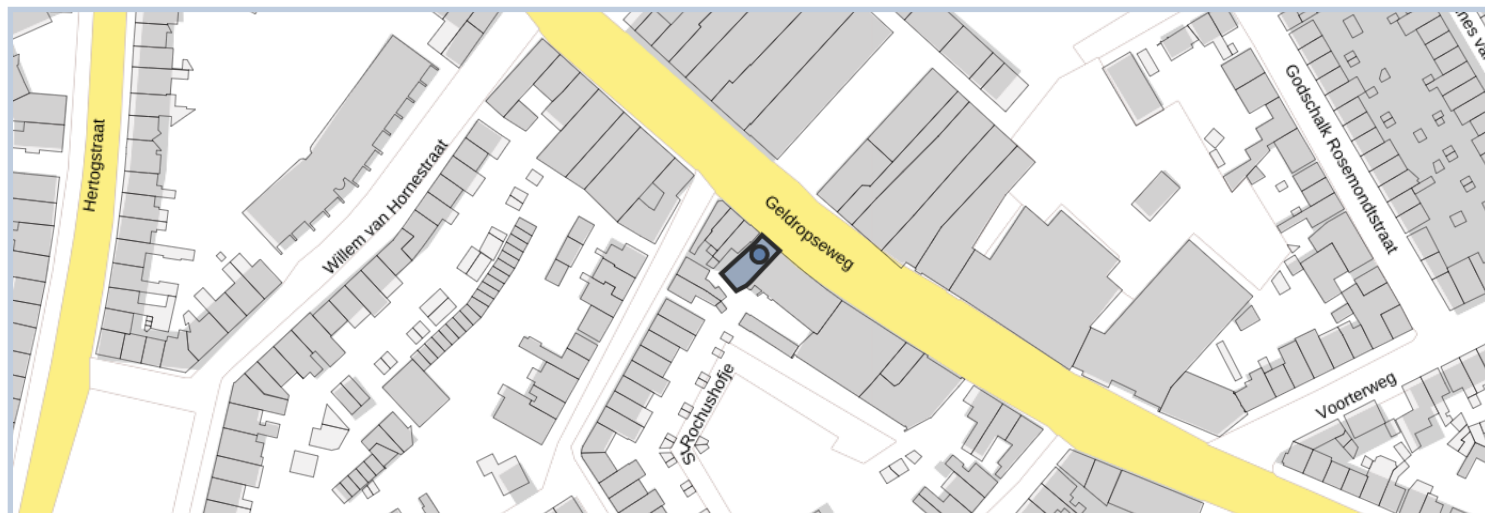 Hertogstraat
Willem van Hornestraat
Geldropseweg
Godschalk Rosemondtstraat
St Rochushofje
Voorterweg